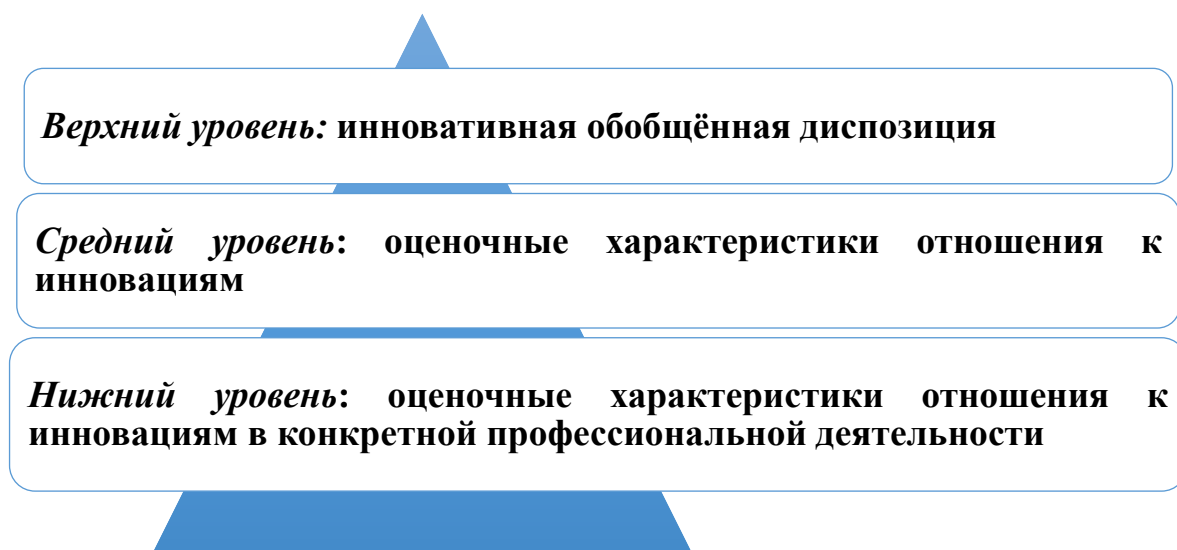 Верхний уровень: инновативная обобщённая диспозиция
Средний уровень: оценочные характеристики отношения к
инновациям
Нижний уровень: оценочные характеристики отношения к
инновациям в конкретной профессиональной деятельности